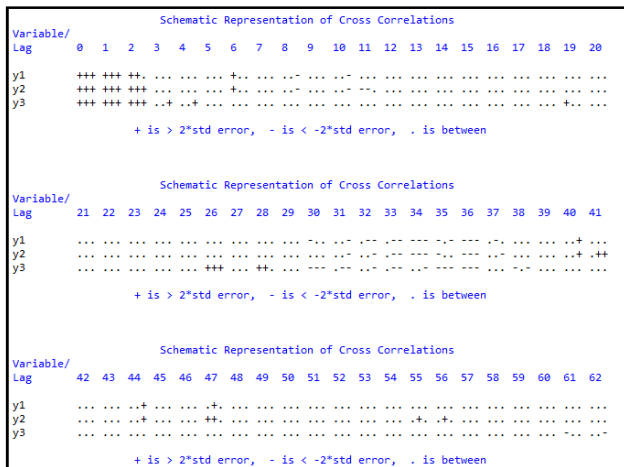 Schematic Representation of Cross Correlations
Variable/
Lag 0 1 2 3 4 5 6 7 8 9 10 11 12 13 14 15 16 17 18 19 20
y1 +++ +++ ++. ... ... ... +.. ... ..- ... ..- ... ... ... ... ... ... ... ... ... ...
y2 +++ +++ +++ ... ... ... +.. ... ... ... ..- --. ... ... ... ... ... ... ... ... ...
y3 +++ +++ +++ ..+ ..+ ... ... ... ... ... ... ... ... ... ... ... ... ... ... +.. ...
+ is > 2*std error, - is < -2*std error, . is between
Schematic Representation of Cross Correlations
Variable/
Lag 21 22 23 24 25 26 27 28 29 30 31 32 33 34 35 36 37 38 39 40 41
y1 ... ... ... ... ... ... ... ... ... -.. ..- .-- .-- --- .-. --- .-. ... ... ..+ ...
y2 ... ... ... ... ... ... ... ... ... ... ..- .-- .-- --- .-- --- ..- ... ... ..+ .++
y3 ... ... ... ... ... +++ ... ++. ... --- ..- ..- ... ..- --- --- ... -.- ... ... ...
+ is > 2*std error, - is < -2*std error, . is between
Schematic Representation of Cross Correlations
Variable/
Lag 42 43 44 45 46 47 48 49 50 51 52 53 54 55 56 57 58 59 60 61 62
y1 ... ... ..+ ... ... .+. ... ... ... ... ... ... ... ... ... ... ... ... ... ... ...
y2 ... ... ..+ ... ... ++. ... ... ... ... ... ... ... .+. .+. ... ... ... ... ... ...
y3 ... ... ... ... ... ... ... ... ... ... ... ... ... ... ... ... ... ... ... -.. ..-
+ is > 2*std error, - is < -2*std error, . is between